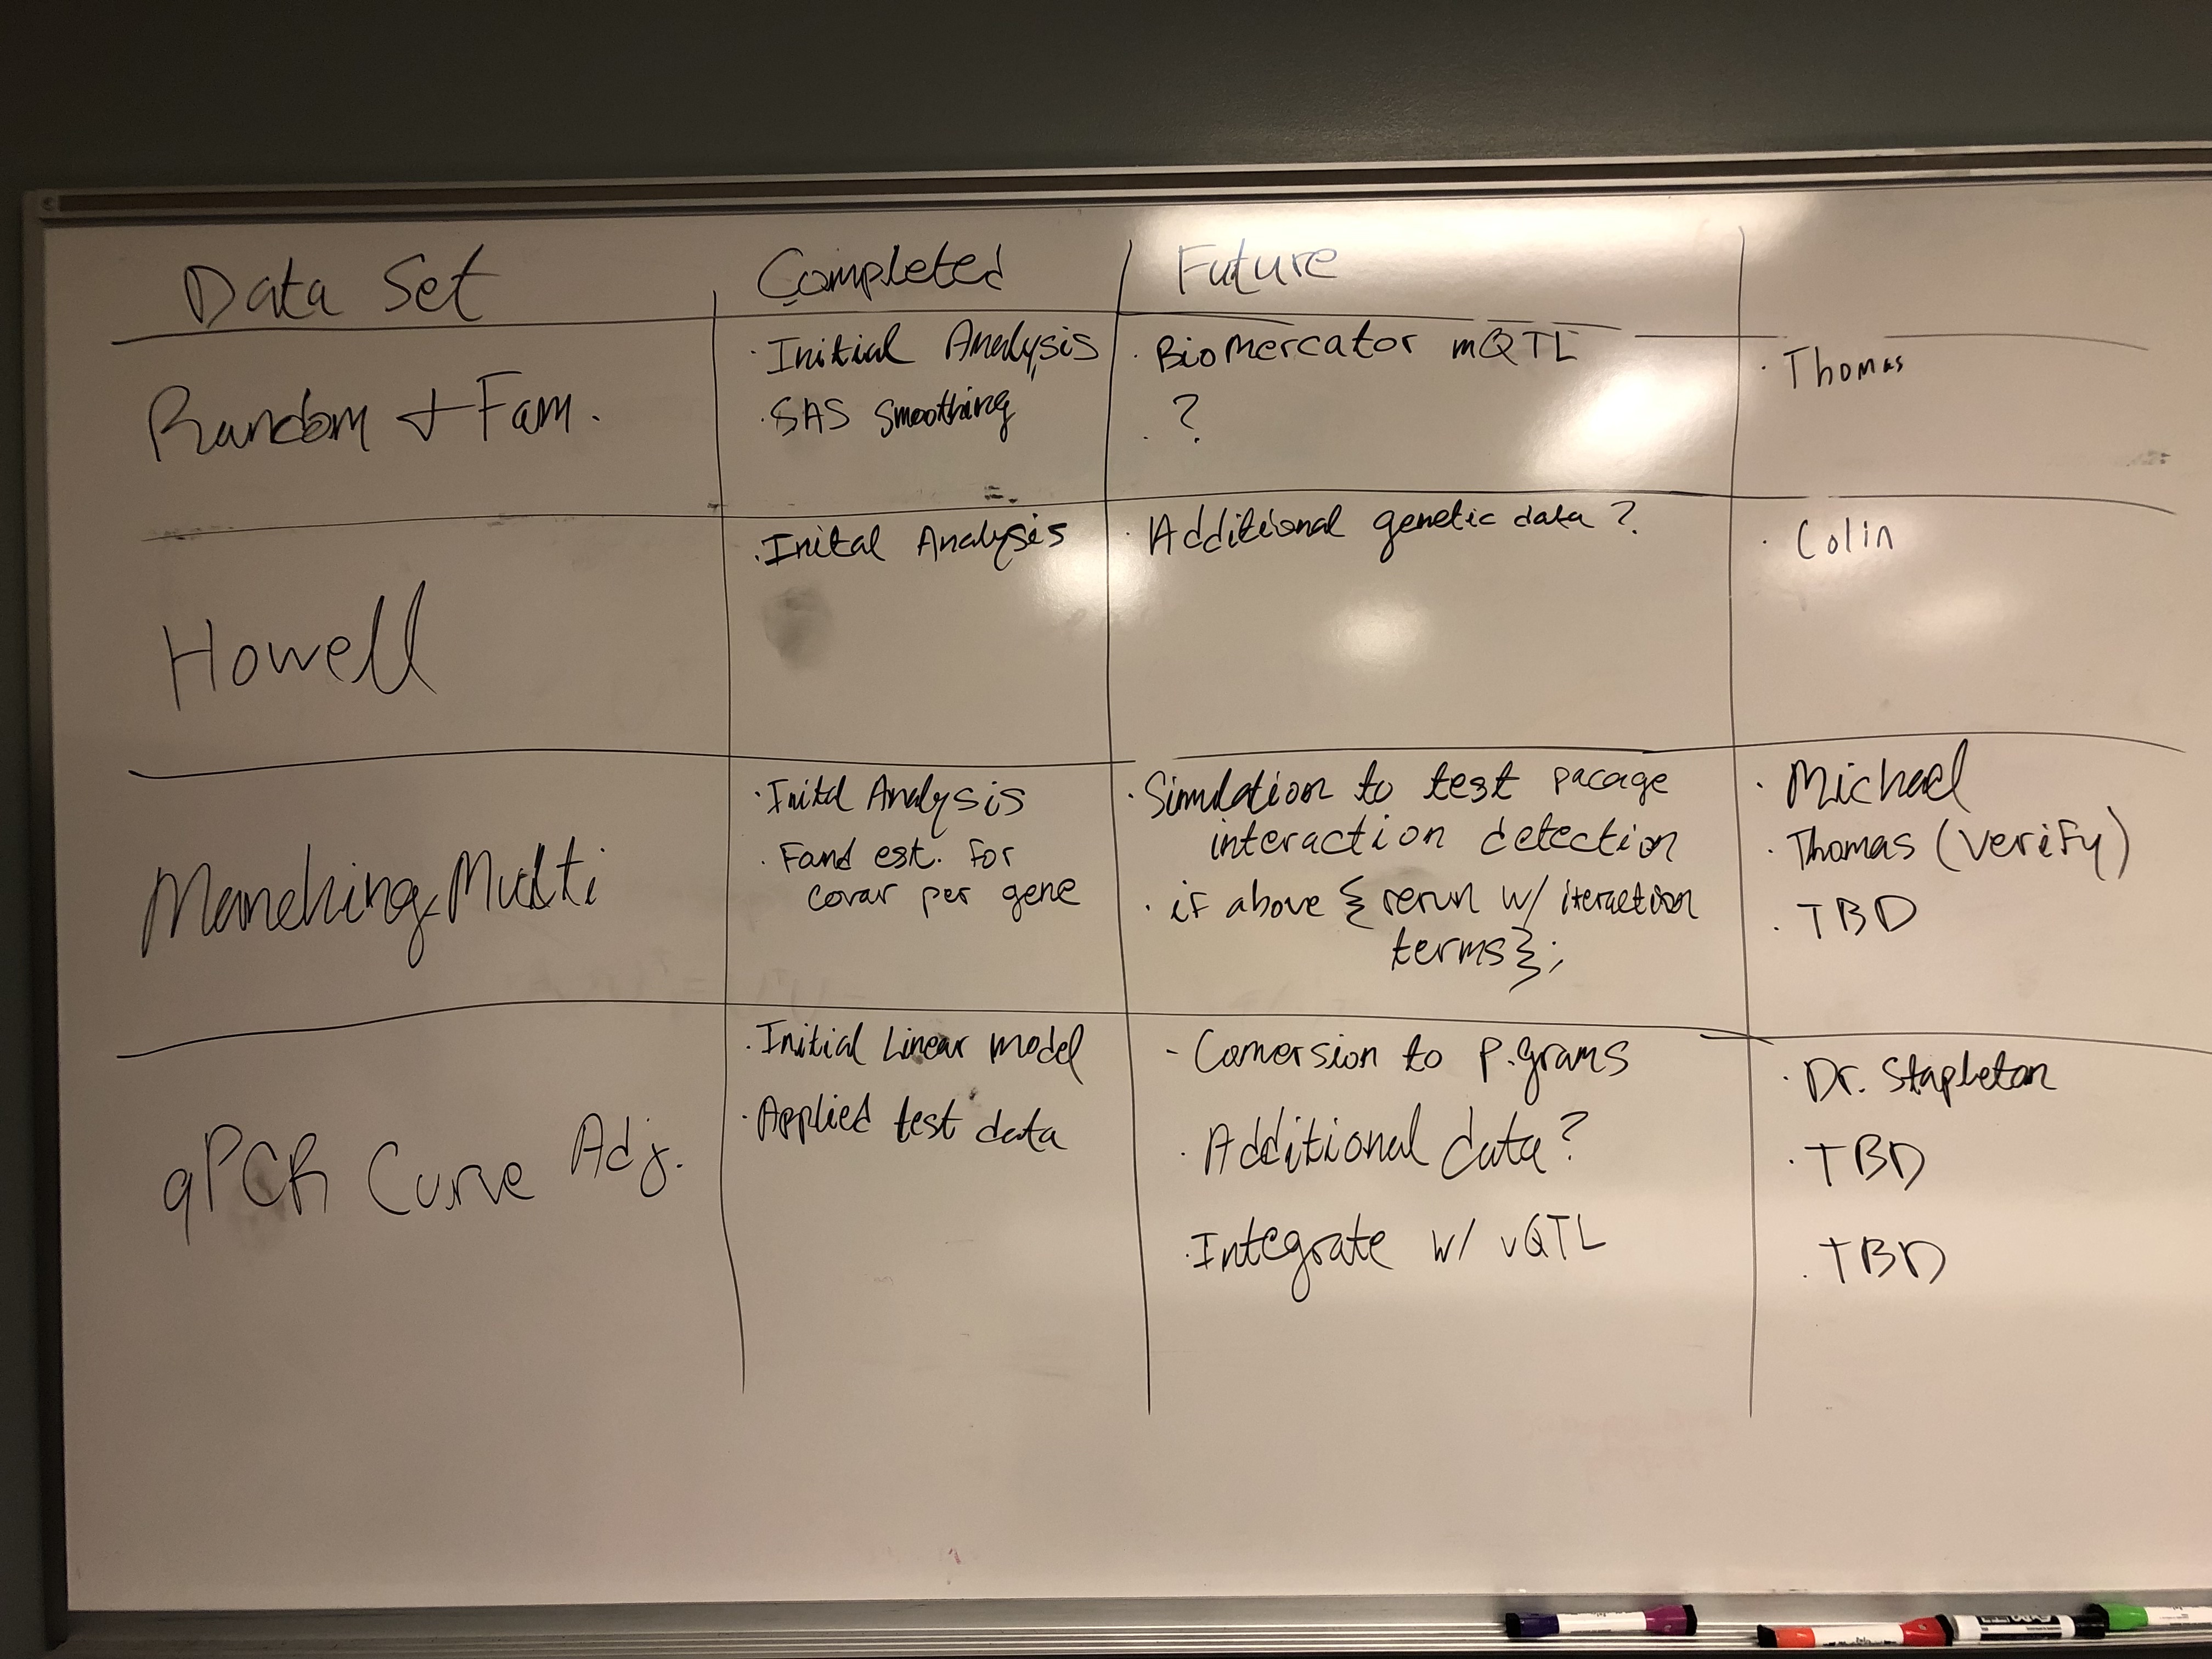 Data Set Completed Future
Random + Fam.
· Initial Analysis
· SAS Smoothing
· BioMercator mQTL
· ?
· Thomas
Howell
· Inital Analysis
· Additional genetic data ?
· Colin
Manching Multi
· Inital Analysis
· Found est. for
covar per gene
· Simulation to test pacage
interaction detection
· if above { rerun w/ iteraction
terms};
· Michael
· Thomas (verify)
· TBD
qPCR Curve Adj.
· Initial Linear model
· Applied test data
- Conversion to p.grams
· Additional data?
· Integrate w/ vQTL
· Dr. Stapleton
· TBD
· TBD